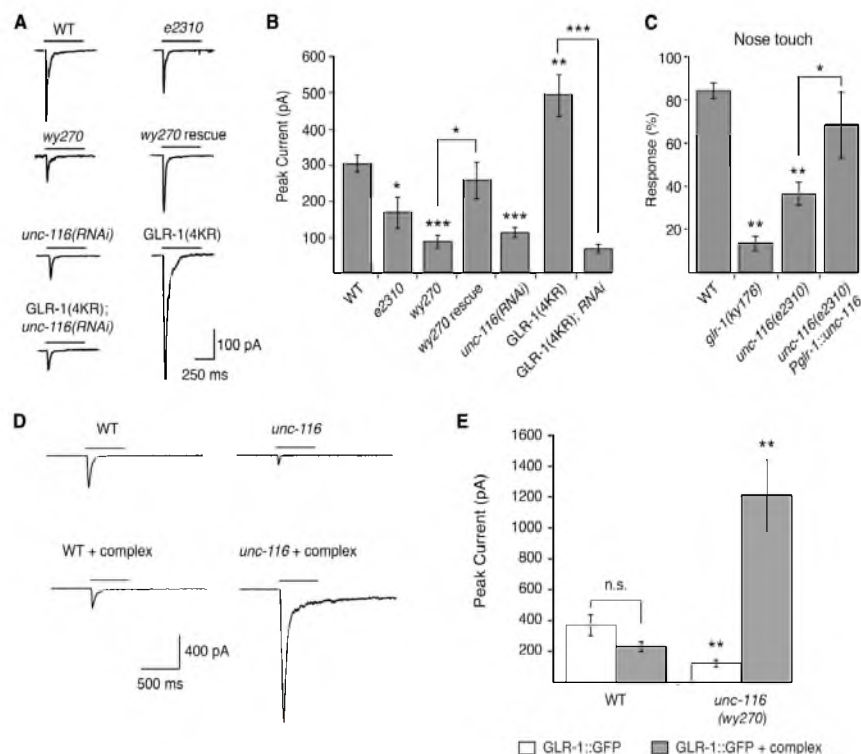 A
WT
e2310
wy270
wy270 rescue
unc-116(RNAi)
GLR-1(4KR)
GLR-1(4KR);
unc-116(RNAi)
100 pA
250 ms
B
Peak Current (pA)
600
500
400
300
200
100
*
***
*
***
**
***
WT
e2310
wy270
wy270 rescue
unc-116(RNAi)
GLR-1(4KR)
GLR-1(4KR); RNAi
C
Nose touch
Response (%)
100
80
60
40
20
**
**
*
WT
glr-1(ky176)
unc-116(e2310)
unc-116(e2310)
Pglr-1::unc-116
D
WT
unc-116
WT + complex
unc-116 + complex
400 pA
500 ms
E
Peak Current (pA)
1600
1400
1200
1000
800
600
400
200
n.s.
**
**
WT
unc-116
(wy270)
GLR-1::GFP
GLR-1::GFP + complex